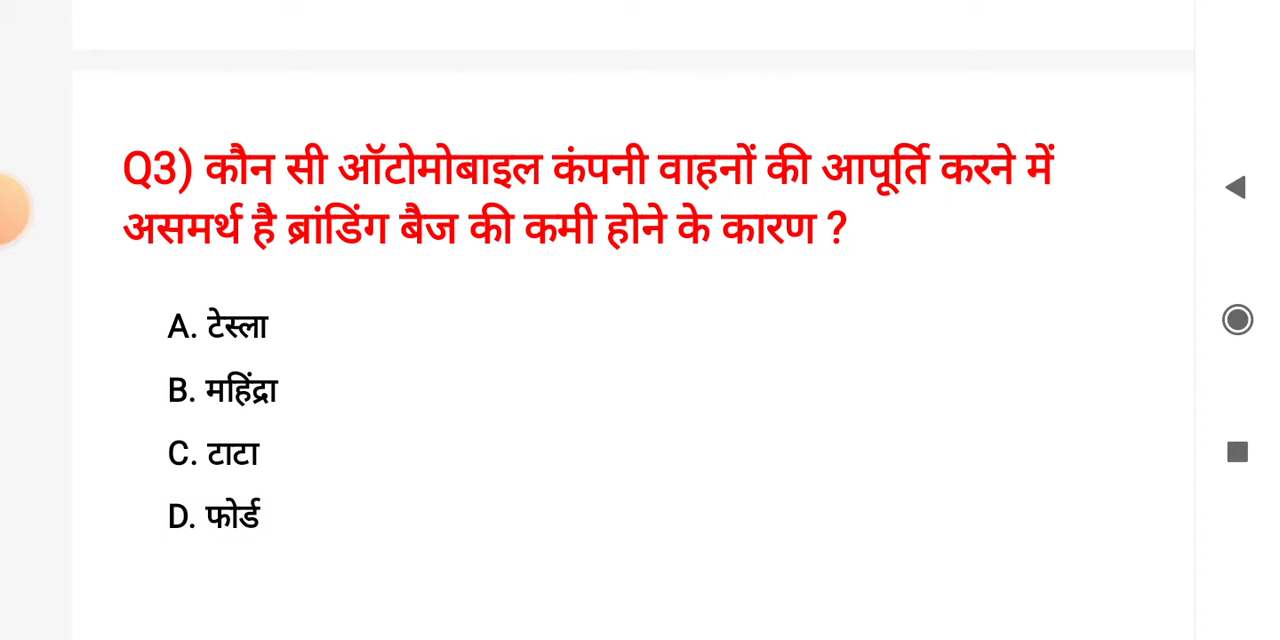 Q3) कौन सी ऑटोमोबाइल कंपनी वाहनों की आपूर्ति करने में
असमर्थ है ब्रांडिंग बैज की कमी होने के कारण ?
A. टेस्ला
B. महिंद्रा
C. टाटा
D. फोर्ड